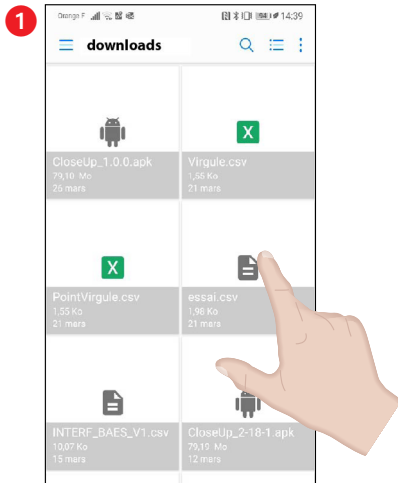 1
Orange F 14:39
downloads
X
CloseUp_1.0.0.apk
79,10 Mo
26 mars
Virgule.csv
1,55 Ko
21 mars
X
PointVirgule.csv
1,55 Ko
21 mars
essai.csv
1,98 Ko
21 mars
INTERF_BAES_V1.csv
10,07 Ko
15 mars
CloseUp_2-18-1.apk
79,19 Mo
12 mars